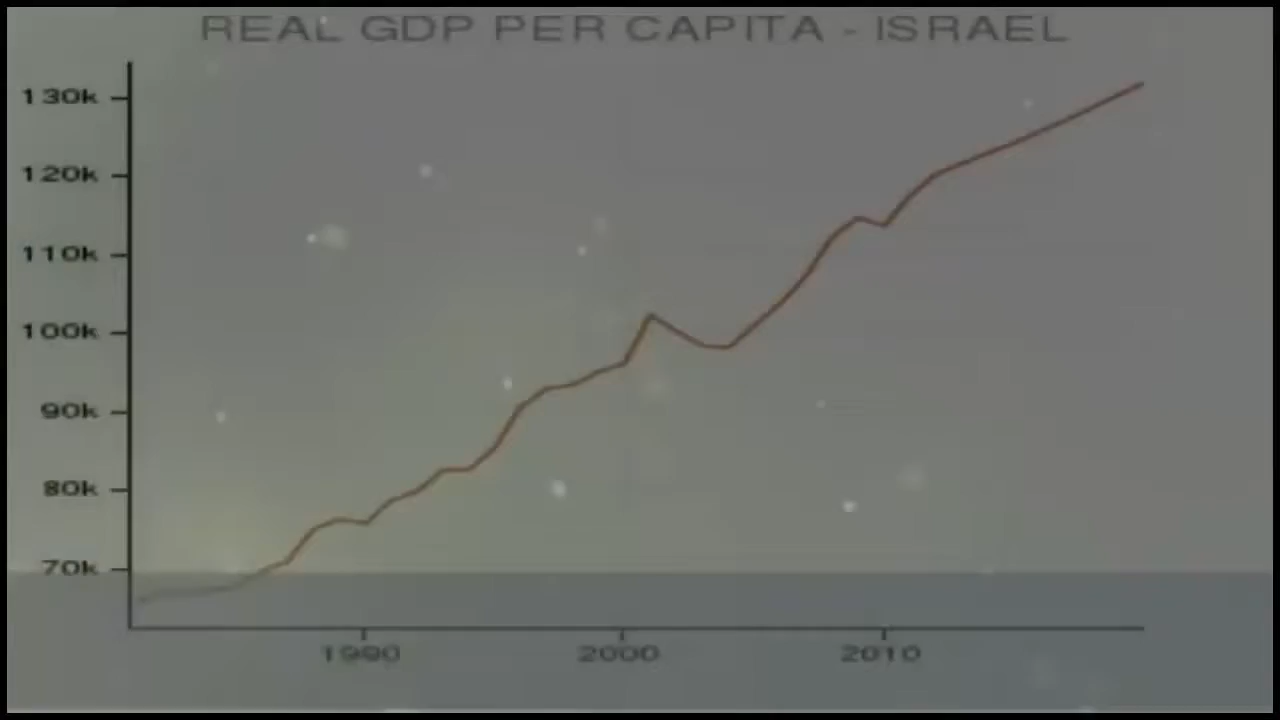 REAL GDP PER CAPITA - ISRAEL
130k
120k
110k
100k
90k
80k
70k
1990
2000
2010